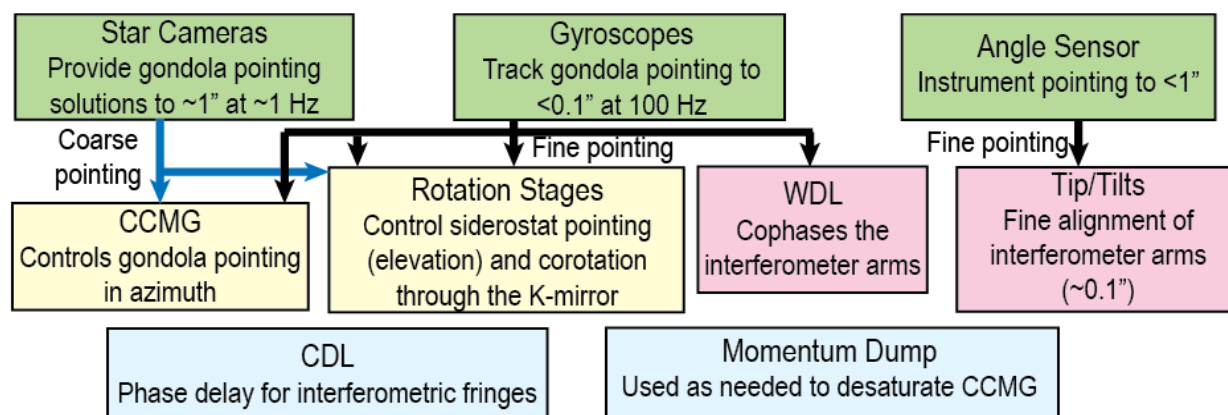 Star Cameras
Provide gondola pointing
solutions to ~1” at ~1 Hz
Gyroscopes
Track gondola pointing to
<0.1” at 100 Hz
Angle Sensor
Instrument pointing to <1”
Coarse
pointing
Fine pointing
Fine pointing
CCMG
Controls gondola pointing
in azimuth
Rotation Stages
Control siderostat pointing
(elevation) and corotation
through the K-mirror
WDL
Cophases the
interferometer arms
Tip/Tilts
Fine alignment of
interferometer arms
(~0.1”)
CDL
Phase delay for interferometric fringes
Momentum Dump
Used as needed to desaturate CCMG